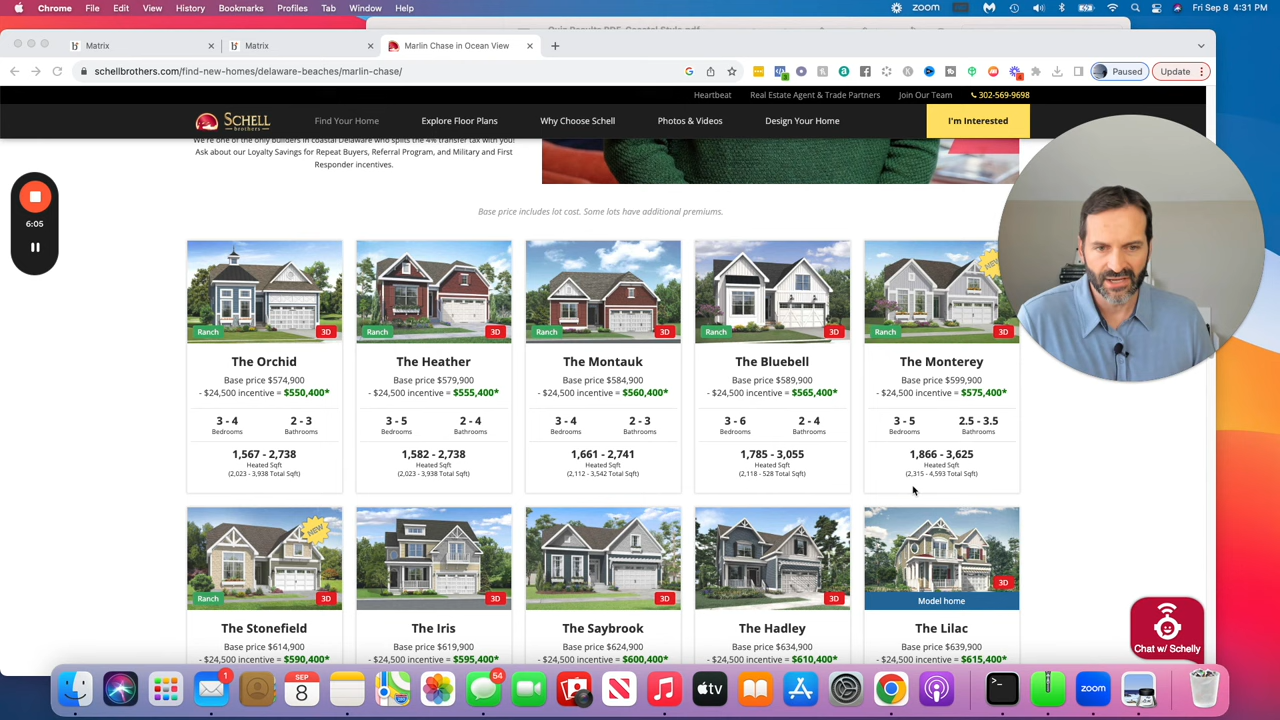 Chrome File Edit View History Bookmarks Profiles Tab Window Help
zoom Fri Sep 8 4:31 PM
Matrix
Matrix
Marlin Chase in Ocean View
schellbrothers.com/find-new-homes/delaware-beaches/marlin-chase/
Paused
Update
Heartbeat Real Estate Agent & Trade Partners Join Our Team 302-569-9698
SCHELL
brothers
Find Your Home Explore Floor Plans Why Choose Schell Photos & Videos Design Your Home I'm Interested
We're one of the only builders in coastal Delaware who splits the 4% transfer tax with you!
Ask about our Loyalty Savings for Repeat Buyers, Referral Program, and Military and First
Responder incentives.
6:05
Base price includes lot cost. Some lots have additional premiums.
Ranch 3D
The Orchid
Base price $574,900
- $24,500 incentive = $550,400*
3 - 4 2 - 3
Bedrooms Bathrooms
1,567 - 2,738
Heated Sqft
(2,023 - 3,938 Total Sqft)
Ranch 3D
The Heather
Base price $579,900
- $24,500 incentive = $555,400*
3 - 5 2 - 4
Bedrooms Bathrooms
1,582 - 2,738
Heated Sqft
(2,023 - 3,938 Total Sqft)
Ranch 3D
The Montauk
Base price $584,900
- $24,500 incentive = $560,400*
3 - 4 2 - 3
Bedrooms Bathrooms
1,661 - 2,741
Heated Sqft
(2,112 - 3,542 Total Sqft)
Ranch 3D
The Bluebell
Base price $589,900
- $24,500 incentive = $565,400*
3 - 6 2 - 4
Bedrooms Bathrooms
1,785 - 3,055
Heated Sqft
(2,118 - 528 Total Sqft)
Ranch
The Monterey
Base price $599,900
- $24,500 incentive = $575,400*
3 - 5 2.5 - 3.5
Bedrooms Bathrooms
1,866 - 3,625
Heated Sqft
(2,315 - 4,593 Total Sqft)
NEW
Ranch 3D
The Stonefield
Base price $614,900
- $24,500 incentive = $590,400*
3D
The Iris
Base price $619,900
- $24,500 incentive = $595,400*
3D
The Saybrook
Base price $624,900
- $24,500 incentive = $600,400*
3D
The Hadley
Base price $634,900
- $24,500 incentive = $610,400*
3D
Model home
The Lilac
Base price $639,900
- $24,500 incentive = $615,400*
Chat w/ Schelly
1
SEP
8
54
tv
zoom